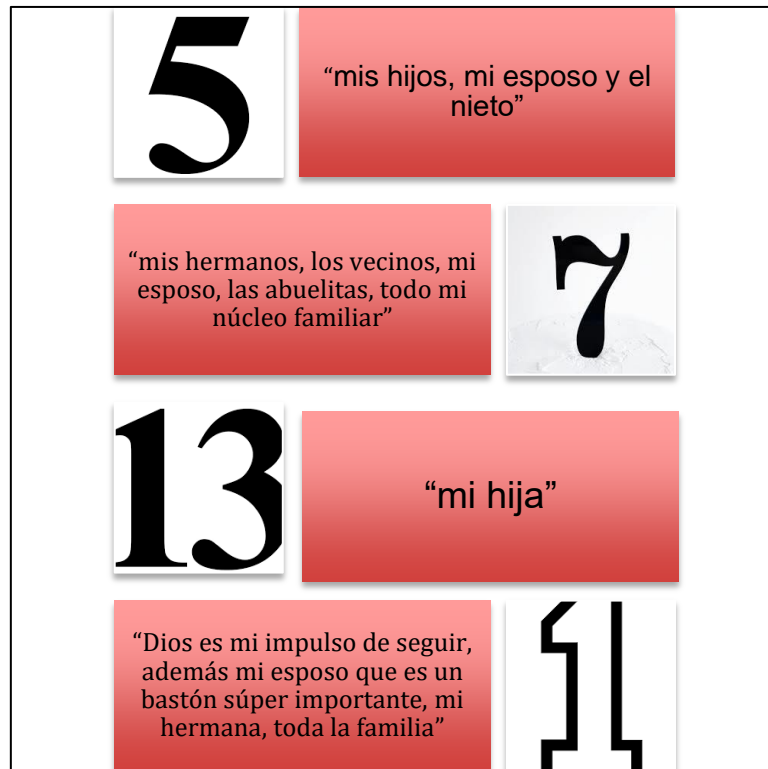 5
“mis hijos, mi esposo y el
nieto”
“mis hermanos, los vecinos, mi
esposo, las abuelitas, todo mi
núcleo familiar”
7
13
“mi hija”
“Dios es mi impulso de seguir,
además mi esposo que es un
bastón súper importante, mi
hermana, toda la familia”
1